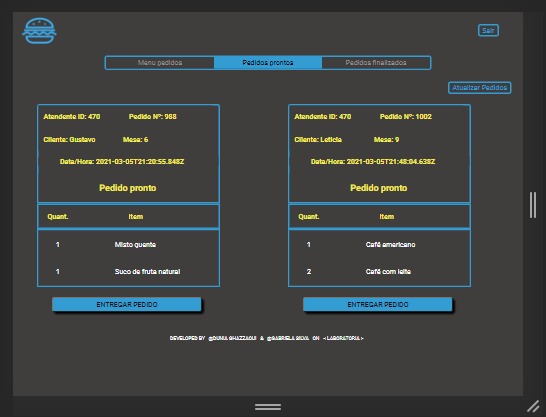 Sair
Menu pedidos Pedidos prontos Pedidos finalizados
Atualizar Pedidos
Atendente ID: 470 Pedido Nº: 988
Cliente: Gustavo Mesa: 6
Data/Hora: 2021-03-05T21:20:55.848Z
Pedido pronto
Quant. Item
1 Misto quente
1 Suco de fruta natural
ENTREGAR PEDIDO
Atendente ID: 470 Pedido Nº: 1002
Cliente: Leticia Mesa: 9
Data/Hora: 2021-03-05T21:48:04.638Z
Pedido pronto
Quant. Item
1 Café americano
2 Café com leite
ENTREGAR PEDIDO
DEVELOPED BY @DUNIA GHAZZAOUI & @GABRIELA SILVA ON < LABORATORIA >